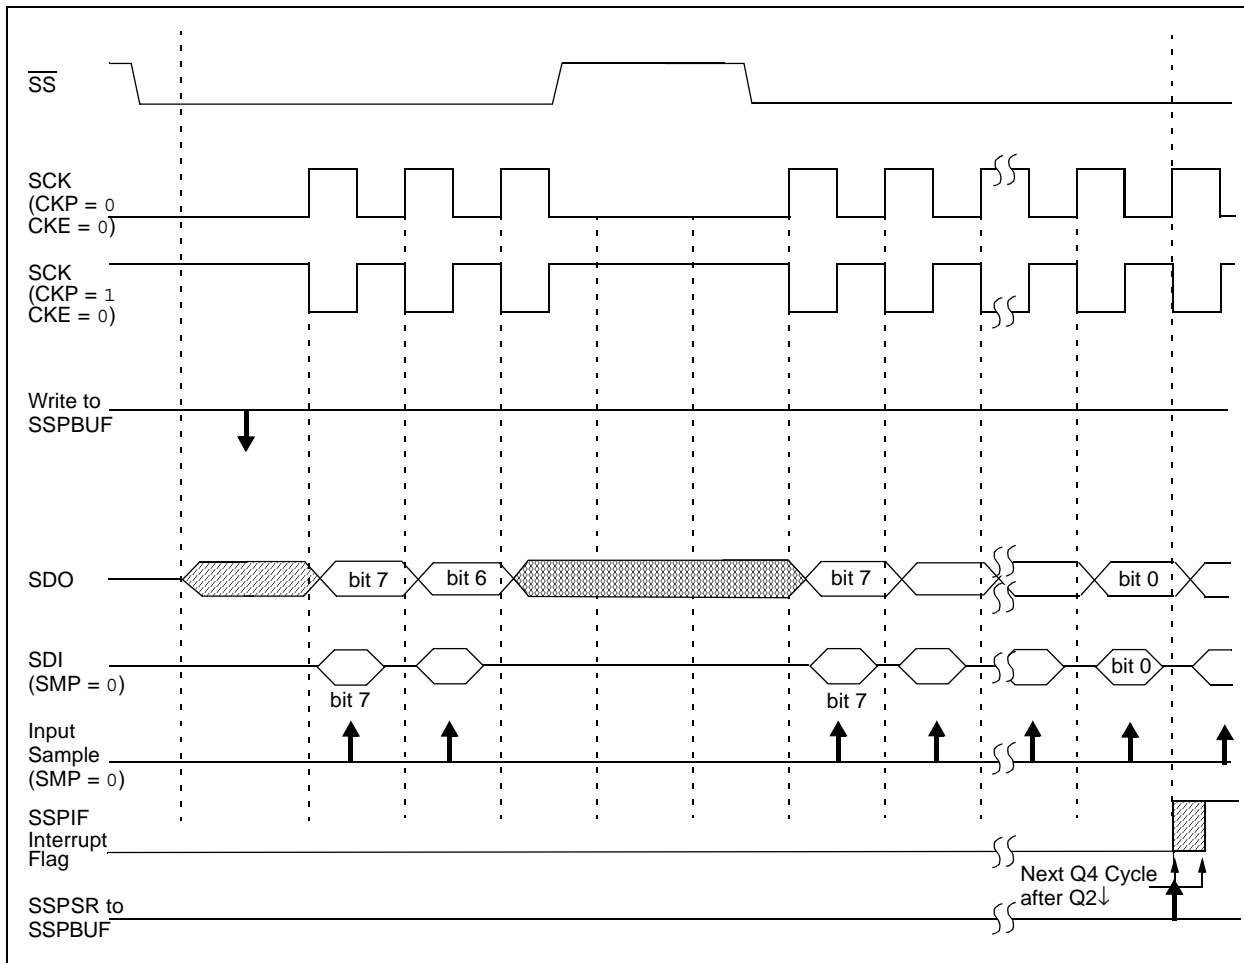 SS
SCK
(CKP = 0
CKE = 0)
SCK
(CKP = 1
CKE = 0)
Write to
SSPBUF
SDO
bit 7
bit 6
bit 7
bit 0
SDI
(SMP = 0)
bit 7
bit 7
bit 0
Input
Sample
(SMP = 0)
SSPIF
Interrupt
Flag
Next Q4 Cycle
after Q2↓
SSPSR to
SSPBUF